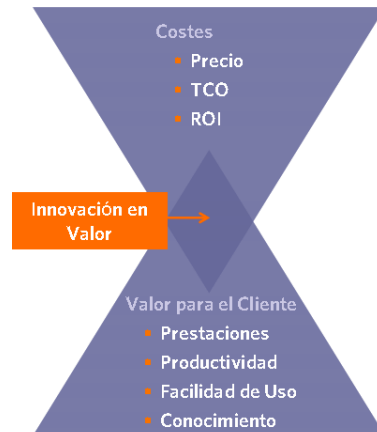 Costes
Precio
TCO
ROI
Innovación en
Valor
Valor para el Cliente
Prestaciones
Productividad
Facilidad de Uso
Conocimiento